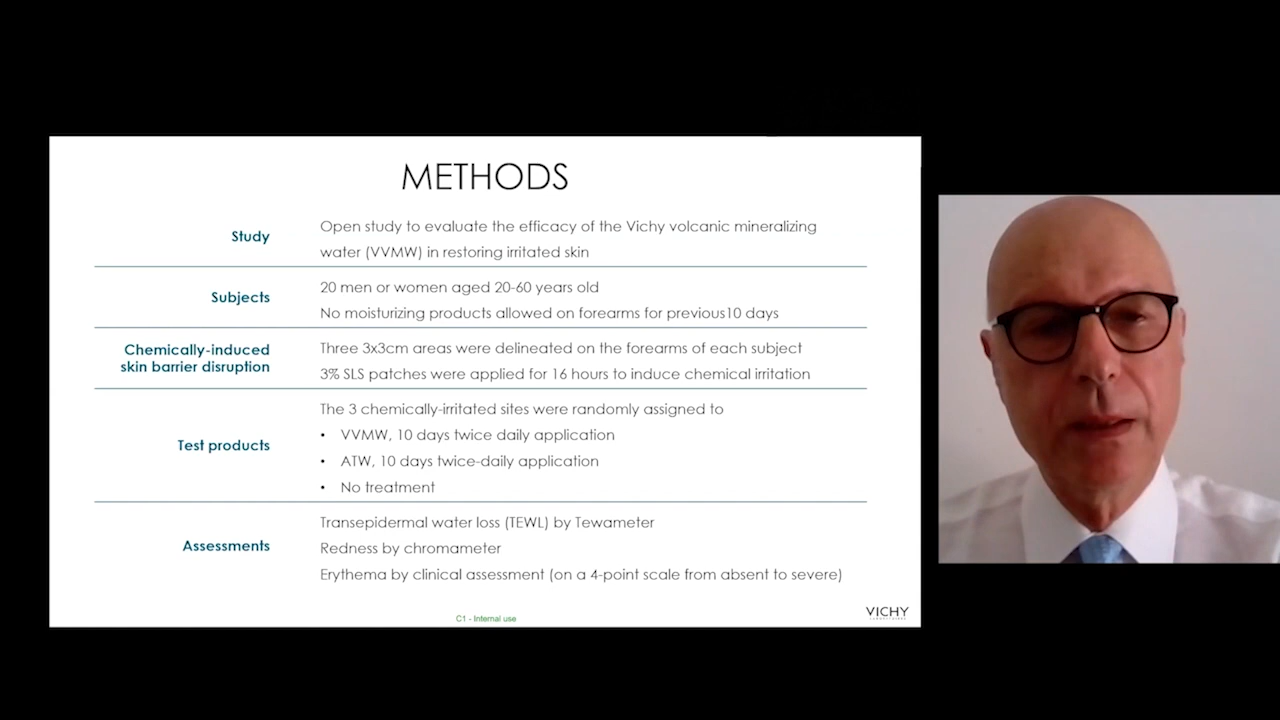 METHODS
Study
Open study to evaluate the efficacy of the Vichy volcanic mineralizing
water (VVMW) in restoring irritated skin
Subjects
20 men or women aged 20-60 years old
No moisturizing products allowed on forearms for previous10 days
Chemically-induced
skin barrier disruption
Three 3x3cm areas were delineated on the forearms of each subject
3% SLS patches were applied for 16 hours to induce chemical irritation
Test products
The 3 chemically-irritated sites were randomly assigned to
• VVMW, 10 days twice daily application
• ATW, 10 days twice-daily application
• No treatment
Assessments
Transepidermal water loss (TEWL) by Tewameter
Redness by chromameter
Erythema by clinical assessment (on a 4-point scale from absent to severe)
C1 - Internal use
VICHY
LABORATOIRES